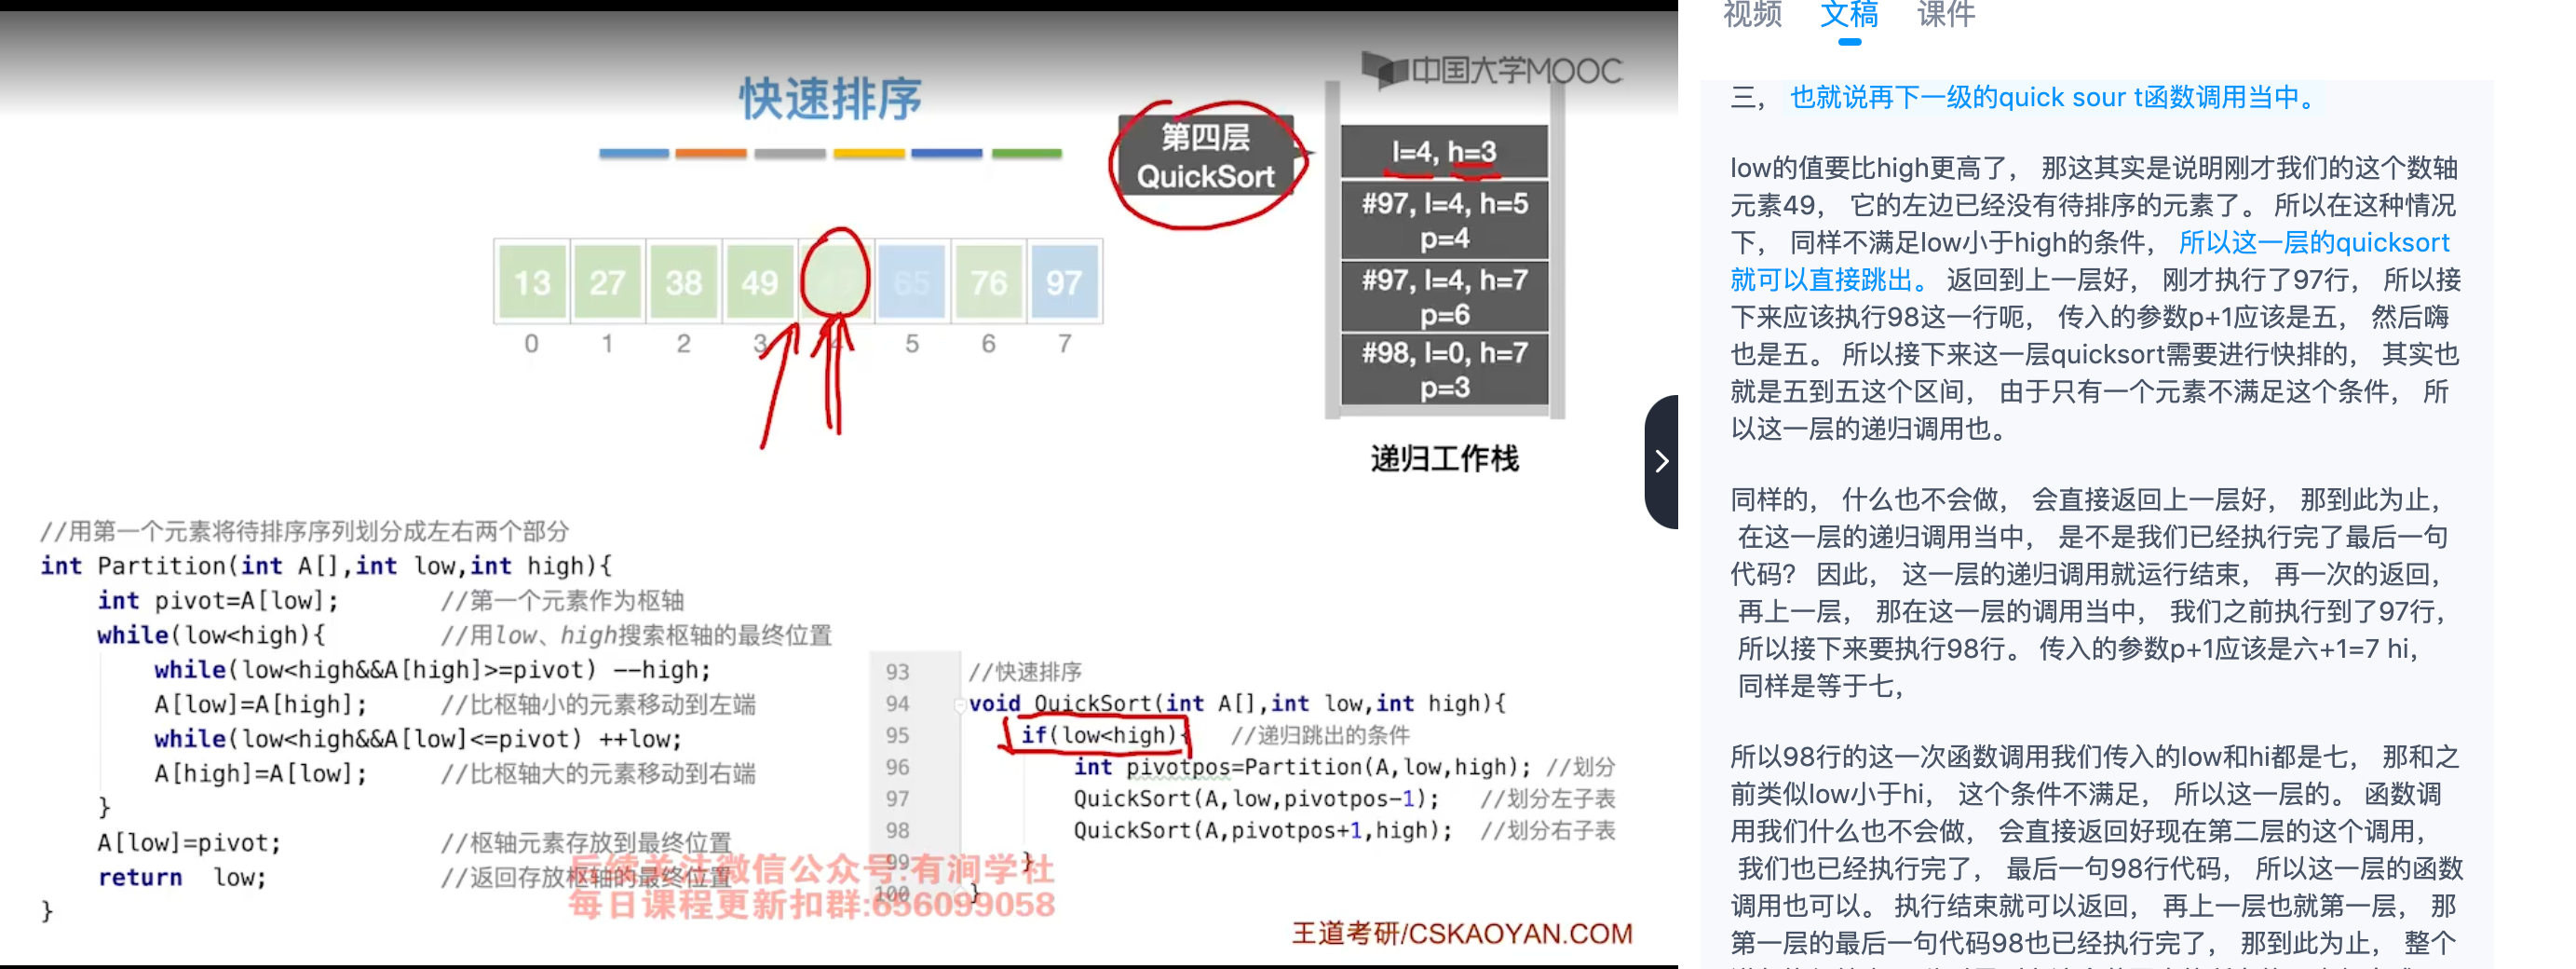 视频 文稿 课件
中国大学MOOC
快速排序
第四层
QuickSort
l=4, h=3
#97, l=4, h=5
p=4
#97, l=4, h=7
p=6
#98, l=0, h=7
p=3
递归工作栈
13 27 38 49 65 76 97
0 1 2 3 5 6 7
//用第一个元素将待排序序列划分成左右两个部分
int Partition(int A[],int low,int high){
int pivot=A[low]; //第一个元素作为枢轴
while(low<high){ //用low、high搜索枢轴的最终位置
while(low<high&&A[high]>=pivot) --high;
A[low]=A[high]; //比枢轴小的元素移动到左端
while(low<high&&A[low]<=pivot) ++low;
A[high]=A[low]; //比枢轴大的元素移动到右端
}
A[low]=pivot; //枢轴元素存放到最终位置
return low; //返回存放枢轴的最终位置
}
93 //快速排序
94 void QuickSort(int A[],int low,int high){
95 if(low<high){ //递归跳出的条件
96 int pivotpos=Partition(A,low,high); //划分
97 QuickSort(A,low,pivotpos-1); //划分左子表
98 QuickSort(A,pivotpos+1,high); //划分右子表
99 }
100 }
后续关注微信公众号:有涧学社
每日课程更新扣群:656099058
王道考研/CSKAOYAN.COM
三， 也就说再下一级的quick sour t函数调用当中。
low的值要比high更高了， 那这其实是说明刚才我们的这个数轴
元素49， 它的左边已经没有待排序的元素了。 所以在这种情况
下， 同样不满足low小于high的条件， 所以这一层的quicksort
就可以直接跳出。 返回到上一层好， 刚才执行了97行， 所以接
下来应该执行98这一行呃， 传入的参数p+1应该是五， 然后嗨
也是五。 所以接下来这一层quicksort需要进行快排的， 其实也
就是五到五这个区间， 由于只有一个元素不满足这个条件， 所
以这一层的递归调用也。
同样的， 什么也不会做， 会直接返回上一层好， 那到此为止，
在这一层的递归调用当中， 是不是我们已经执行完了最后一句
代码？ 因此， 这一层的递归调用就运行结束， 再一次的返回，
再上一层， 那在这一层的调用当中， 我们之前执行到了97行，
所以接下来要执行98行。 传入的参数p+1应该是六+1=7 hi，
同样是等于七，
所以98行的这一次函数调用我们传入的low和hi都是七， 那和之
前类似low小于hi， 这个条件不满足， 所以这一层的。 函数调
用我们什么也不会做， 会直接返回好现在第二层的这个调用，
我们也已经执行完了， 最后一句98行代码， 所以这一层的函数
调用也可以。 执行结束就可以返回， 再上一层也就第一层， 那
第一层的最后一句代码98也已经执行完了， 那到此为止， 整个